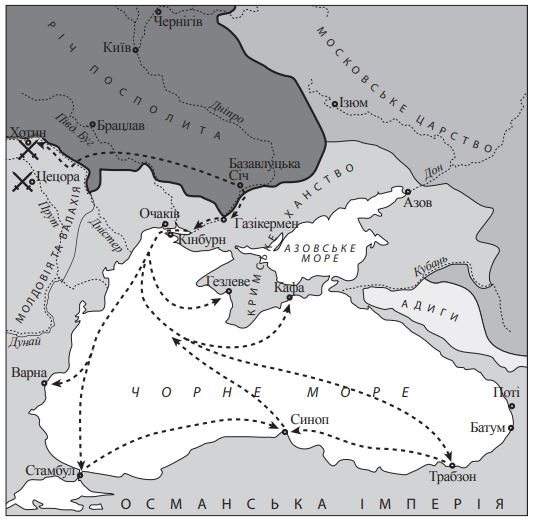 Чернігів
Київ
РІЧ ПОСПОЛИТА
МОСКОВСЬКЕ ЦАРСТВО
Ізюм
Дніпро
Півд. Буг
Брацлав
Хотин
Базавлуцька
Січ
Дон
Цецора
Азов
Прут
Дністер
Очаків
Газікермен
Кінбурн
КРИМСЬКЕ ХАНСТВО
АЗОВСЬКЕ
МОРЕ
МОЛДОВІЯ ТА ВАЛАХІЯ
Кубань
Гезлеве
Кафа
АДИГИ
Дунай
Варна
ЧОРНЕ МОРЕ
Поті
Синоп
Батум
Стамбул
Трабзон
ОСМАНСЬКА ІМПЕРІЯ